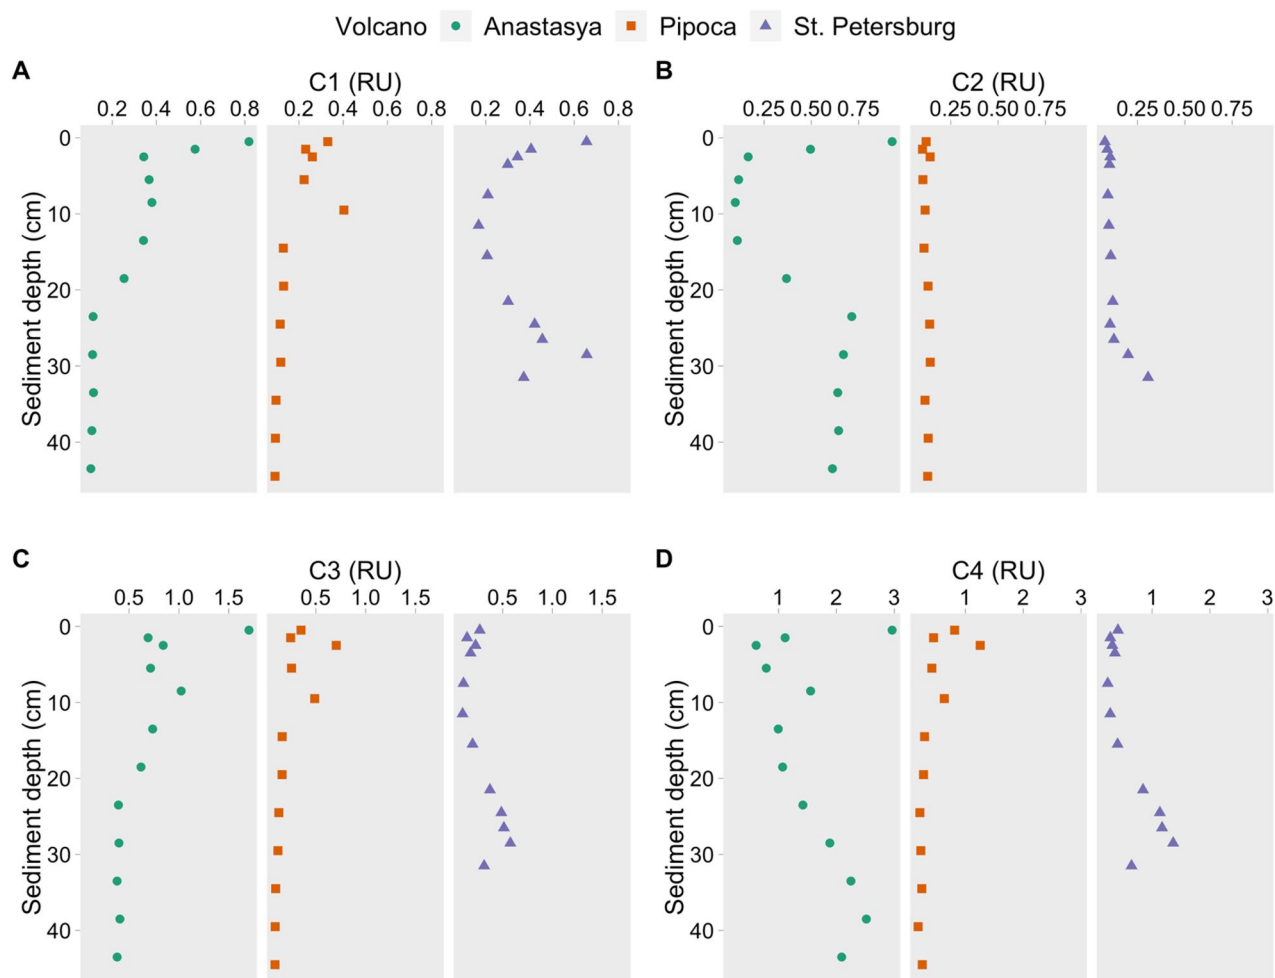 Volcano Anastasya Pipoca St. Petersburg
A
C1 (RU)
0.2 0.4 0.6 0.8 0.2 0.4 0.6 0.8 0.2 0.4 0.6 0.8
0
10
20
30
40
Sediment depth (cm)
B
C2 (RU)
0.25 0.50 0.75 0.25 0.50 0.75 0.25 0.50 0.75
0
10
20
30
40
Sediment depth (cm)
C
C3 (RU)
0.5 1.0 1.5 0.5 1.0 1.5 0.5 1.0 1.5
0
10
20
30
40
Sediment depth (cm)
D
C4 (RU)
1 2 3 1 2 3 1 2 3
0
10
20
30
40
Sediment depth (cm)